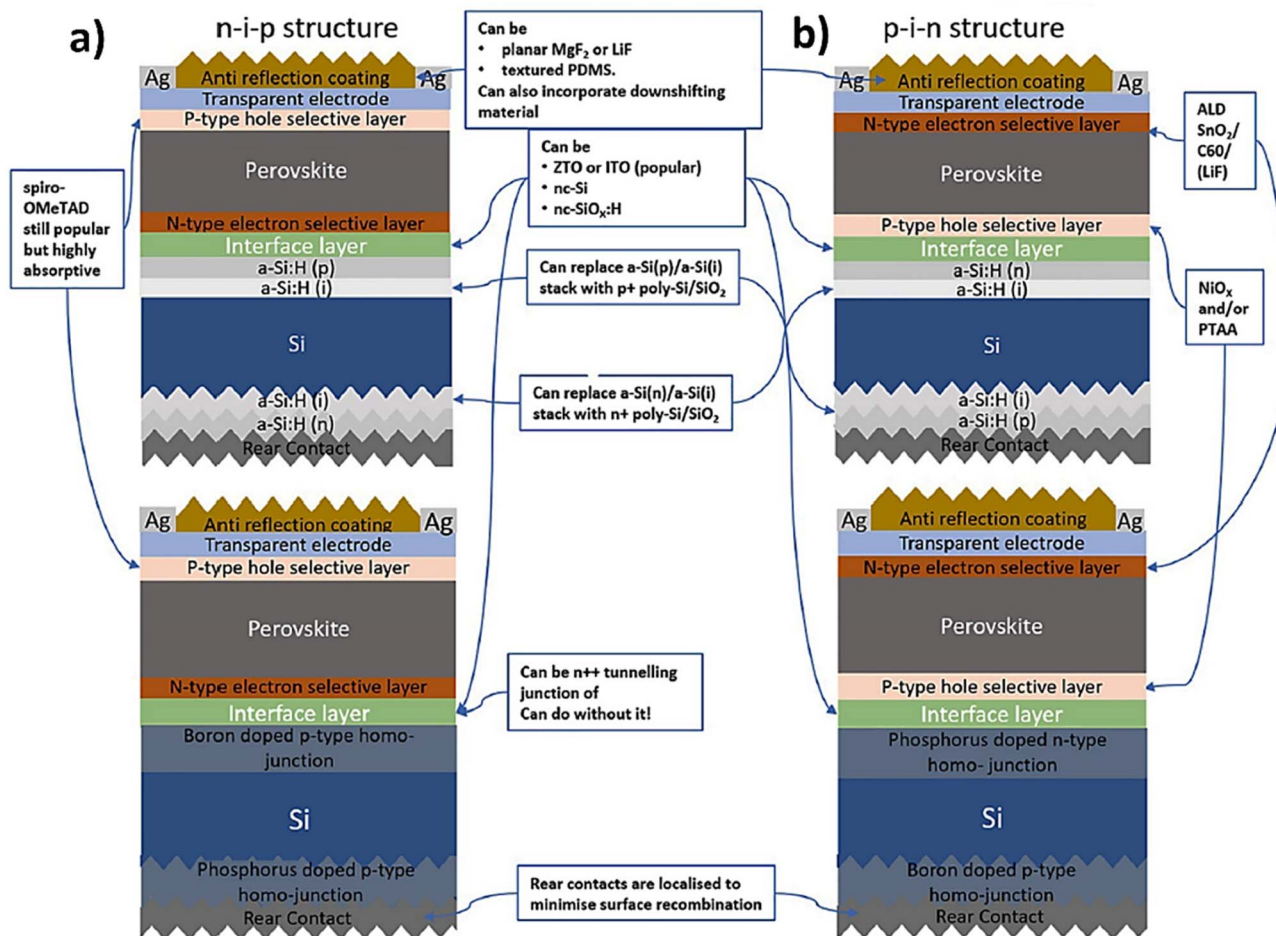 a)
n-i-p structure
Ag
Anti reflection coating
Ag
Transparent electrode
P-type hole selective layer
Perovskite
N-type electron selective layer
Interface layer
a-Si:H (p)
a-Si:H (i)
Si
a-Si:H (i)
a-Si:H (n)
Rear Contact
Ag
Anti reflection coating
Ag
Transparent electrode
P-type hole selective layer
Perovskite
N-type electron selective layer
Interface layer
Boron doped p-type homo-
junction
Si
Phosphorus doped p-type
homo-junction
Rear Contact
spiro-
OMeTAD
still popular
but highly
absorptive
Can be
• planar MgF₂ or LiF
• textured PDMS.
Can also incorporate downshifting
material
Can be
• ZTO or ITO (popular)
• nc-Si
• nc-SiOₓ:H
Can replace a-Si(p)/a-Si(i)
stack with p+ poly-Si/SiO₂
Can replace a-Si(n)/a-Si(i)
stack with n+ poly-Si/SiO₂
Can be n++ tunnelling
junction of
Can do without it!
Rear contacts are localised to
minimise surface recombination
b)
p-i-n structure
Ag
Anti reflection coating
Ag
Transparent electrode
N-type electron selective layer
Perovskite
P-type hole selective layer
Interface layer
a-Si:H (n)
a-Si:H (i)
Si
a-Si:H (i)
a-Si:H (p)
Rear Contact
Ag
Anti reflection coating
Ag
Transparent electrode
N-type electron selective layer
Perovskite
P-type hole selective layer
Interface layer
Phosphorus doped n-type
homo- junction
Si
Boron doped p-type
homo-junction
Rear Contact
ALD
SnO₂/
C60/
(LiF)
NiOₓ
and/or
PTAA